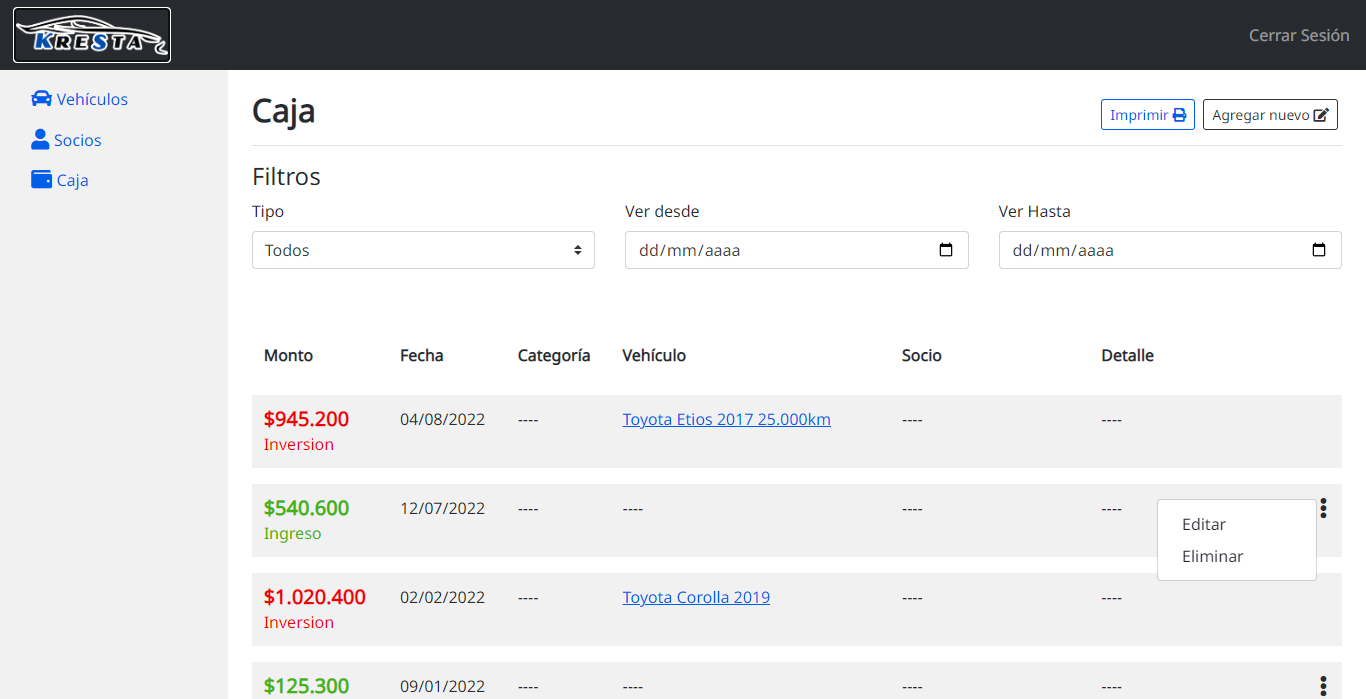 KRESTA
Cerrar Sesión
Vehículos
Socios
Caja
Caja
Imprimir
Agregar nuevo
Filtros
Tipo
Ver desde
Ver Hasta
Todos
dd/mm/aaaa
dd/mm/aaaa
Monto Fecha Categoría Vehículo Socio Detalle
$945.200 04/08/2022 ---- Toyota Etios 2017 25.000km ---- ----
Inversion
$540.600 12/07/2022 ---- ---- ---- ----
Ingreso
Editar
Eliminar
$1.020.400 02/02/2022 ---- Toyota Corolla 2019 ---- ----
Inversion
$125.300 09/01/2022 ---- ---- ---- ----